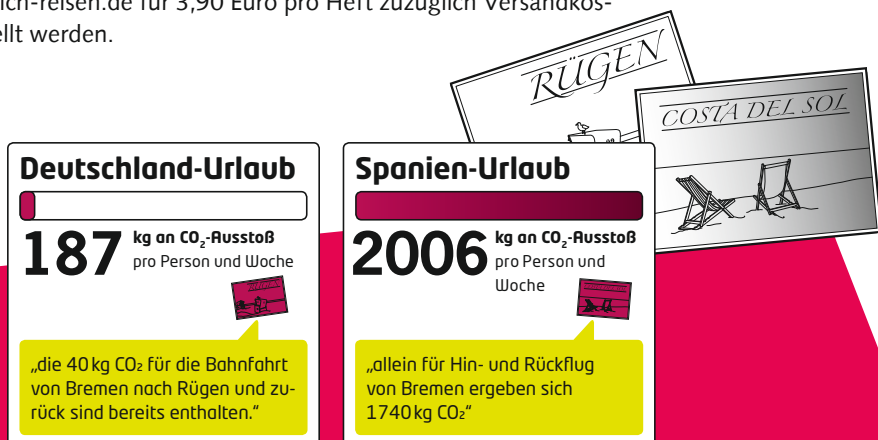 ich-reisen.de für 3,90 Euro pro Heft zuzüglich Versandkos-
ellt werden.
RÜGEN
COSTA DEL SOL
Deutschland-Urlaub
187 kg an CO₂-Ausstoß
pro Person und Woche
RÜGEN
„die 40 kg CO₂ für die Bahnfahrt
von Bremen nach Rügen und zu-
rück sind bereits enthalten.“
Spanien-Urlaub
2006 kg an CO₂-Ausstoß
pro Person und
Woche
„allein für Hin- und Rückflug
von Bremen ergeben sich
1740 kg CO₂“